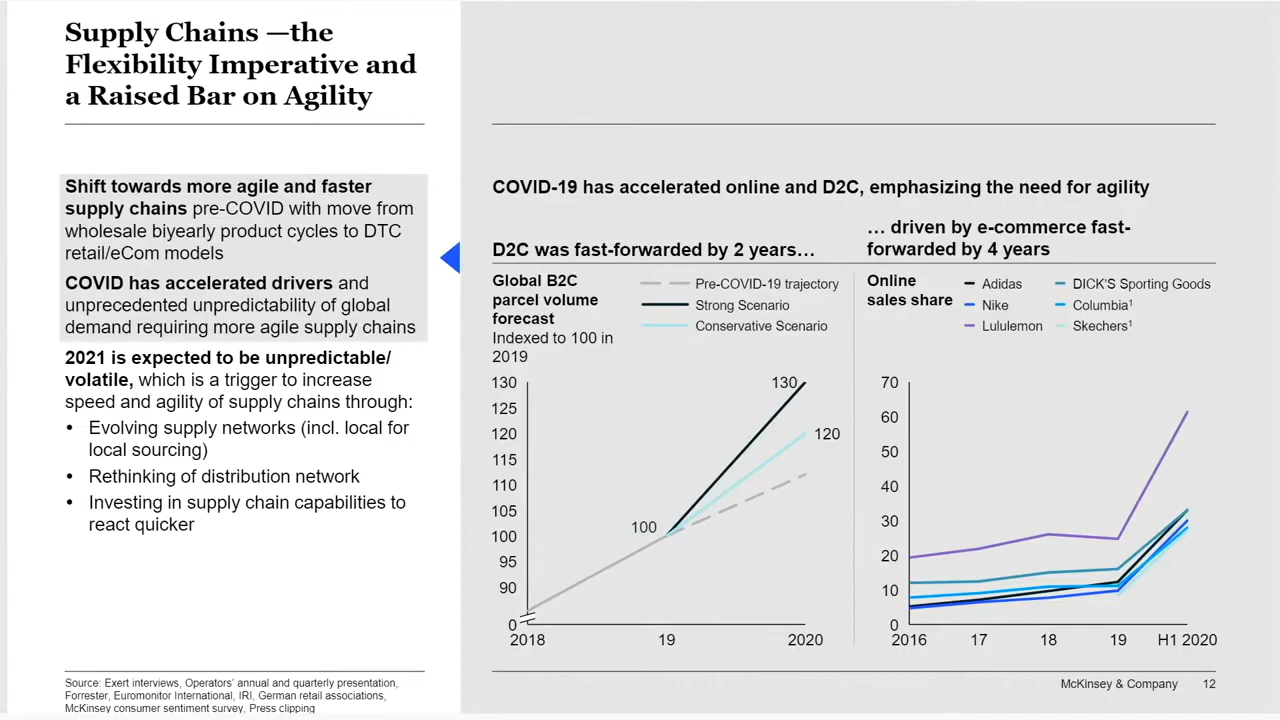 Supply Chains —the
Flexibility Imperative and
a Raised Bar on Agility
Shift towards more agile and faster
supply chains pre-COVID with move from
wholesale biyearly product cycles to DTC
retail/eCom models
COVID has accelerated drivers and
unprecedented unpredictability of global
demand requiring more agile supply chains
2021 is expected to be unpredictable/
volatile, which is a trigger to increase
speed and agility of supply chains through:
• Evolving supply networks (incl. local for
local sourcing)
• Rethinking of distribution network
• Investing in supply chain capabilities to
react quicker
Source: Exert interviews, Operators' annual and quarterly presentation,
Forrester, Euromonitor International, IRI, German retail associations,
McKinsey consumer sentiment survey, Press clipping
COVID-19 has accelerated online and D2C, emphasizing the need for agility
D2C was fast-forwarded by 2 years…
Global B2C
parcel volume
forecast
Indexed to 100 in
2019
Pre-COVID-19 trajectory
Strong Scenario
Conservative Scenario
130
125
120
115
110
105
100
95
90
0
130
120
100
2018 19 2020
… driven by e-commerce fast-
forwarded by 4 years
Online
sales share
Adidas
Nike
Lululemon
DICK'S Sporting Goods
Columbia¹
Skechers¹
70
60
50
40
30
20
10
0
2016 17 18 19 H1 2020
McKinsey & Company 12